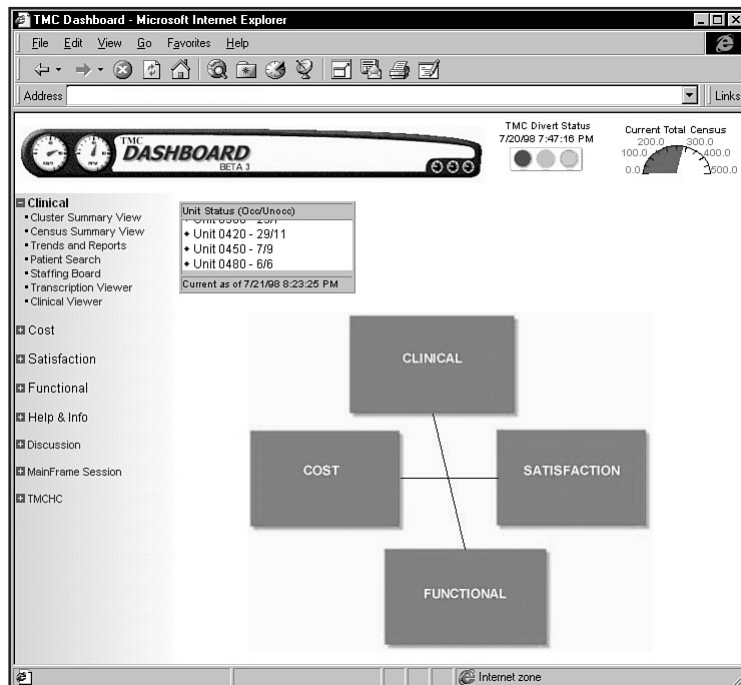 TMC Dashboard - Microsoft Internet Explorer
File Edit View Go Favorites Help
Address
Links
TMC
DASHBOARD
BETA 3
TMC Divert Status
7/20/98 7:47:16 PM
Current Total Census
200.0 300.0
100.0 400.0
0.0 500.0
Clinical
Cluster Summary View
Census Summary View
Trends and Reports
Patient Search
Staffing Board
Transcription Viewer
Clinical Viewer
Cost
Satisfaction
Functional
Help & Info
Discussion
MainFrame Session
TMCHC
Unit Status (Occ/Unocc)
Unit 0420 - 29/11
Unit 0450 - 7/9
Unit 0480 - 6/6
Current as of 7/21/98 8:23:25 PM
CLINICAL
COST
SATISFACTION
FUNCTIONAL
Internet zone